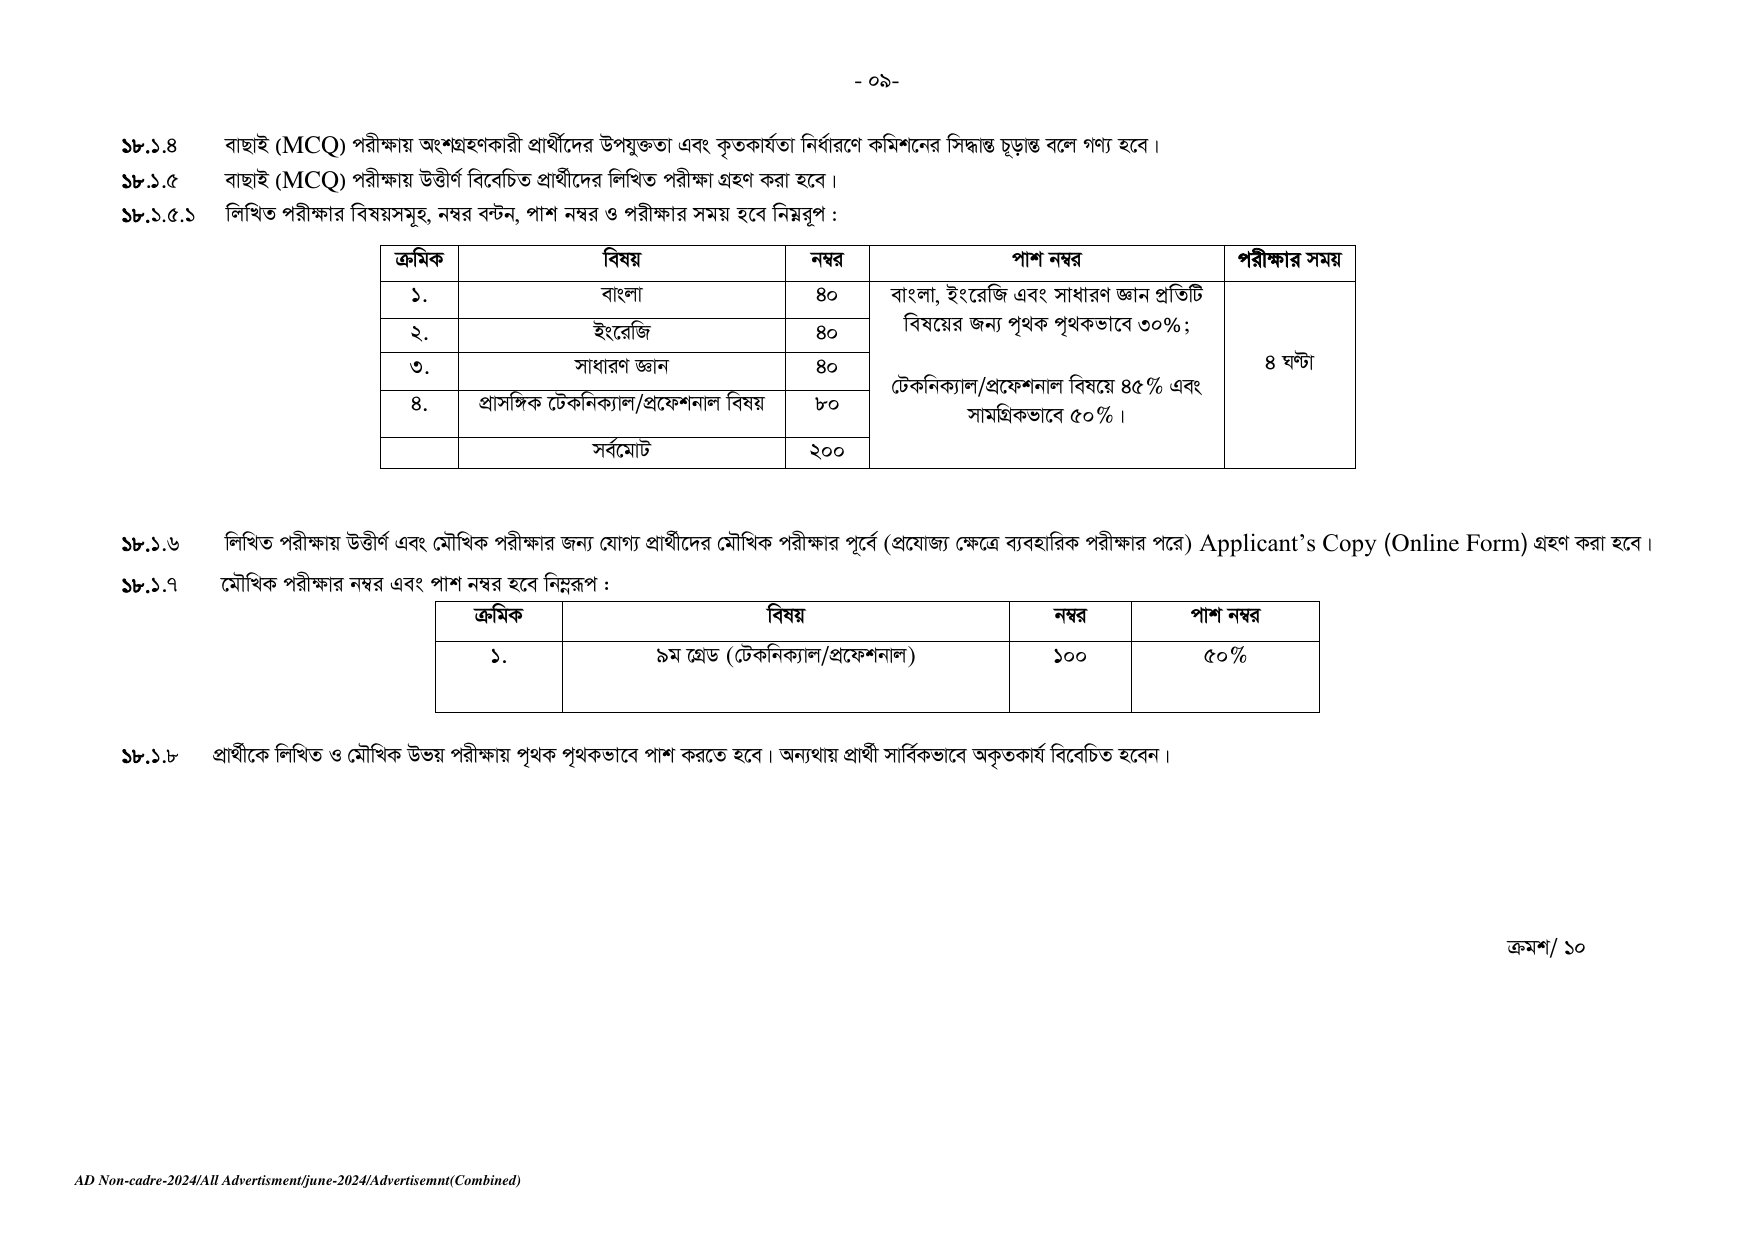 - ০৯-
১৮.১.৪ বাছাই (MCQ) পরীক্ষায় অংশগ্রহণকারী প্রার্থীদের উপযুক্ততা এবং কৃতকার্যতা নির্ধারণে কমিশনের সিদ্ধান্ত চূড়ান্ত বলে গণ্য হবে।
১৮.১.৫ বাছাই (MCQ) পরীক্ষায় উত্তীর্ণ বিবেচিত প্রার্থীদের লিখিত পরীক্ষা গ্রহণ করা হবে।
১৮.১.৫.১ লিখিত পরীক্ষার বিষয়সমূহ, নম্বর বন্টন, পাশ নম্বর ও পরীক্ষার সময় হবে নিম্নরূপ :
ক্রমিক বিষয় নম্বর পাশ নম্বর পরীক্ষার সময়
১. বাংলা ৪০ বাংলা, ইংরেজি এবং সাধারণ জ্ঞান প্রতিটি
বিষয়ের জন্য পৃথক পৃথকভাবে ৩০%;
২. ইংরেজি ৪০
৩. সাধারণ জ্ঞান ৪০ ৪ ঘণ্টা
টেকনিক্যাল/প্রফেশনাল বিষয়ে ৪৫% এবং
৪. প্রাসঙ্গিক টেকনিক্যাল/প্রফেশনাল বিষয় ৮০
সামগ্রিকভাবে ৫০%।
সর্বমোট ২০০
১৮.১.৬ লিখিত পরীক্ষায় উত্তীর্ণ এবং মৌখিক পরীক্ষার জন্য যোগ্য প্রার্থীদের মৌখিক পরীক্ষার পূর্বে (প্রযোজ্য ক্ষেত্রে ব্যবহারিক পরীক্ষার পরে) Applicant’s Copy (Online Form) গ্রহণ করা হবে।
১৮.১.৭ মৌখিক পরীক্ষার নম্বর এবং পাশ নম্বর হবে নিম্নরূপ :
ক্রমিক বিষয় নম্বর পাশ নম্বর
১. ৯ম গ্রেড (টেকনিক্যাল/প্রফেশনাল) ১০০ ৫০%
১৮.১.৮ প্রার্থীকে লিখিত ও মৌখিক উভয় পরীক্ষায় পৃথক পৃথকভাবে পাশ করতে হবে। অন্যথায় প্রার্থী সার্বিকভাবে অকৃতকার্য বিবেচিত হবেন।
ক্রমশ/ ১০
AD Non-cadre-2024/All Advertisment/june-2024/Advertisemnt(Combined)